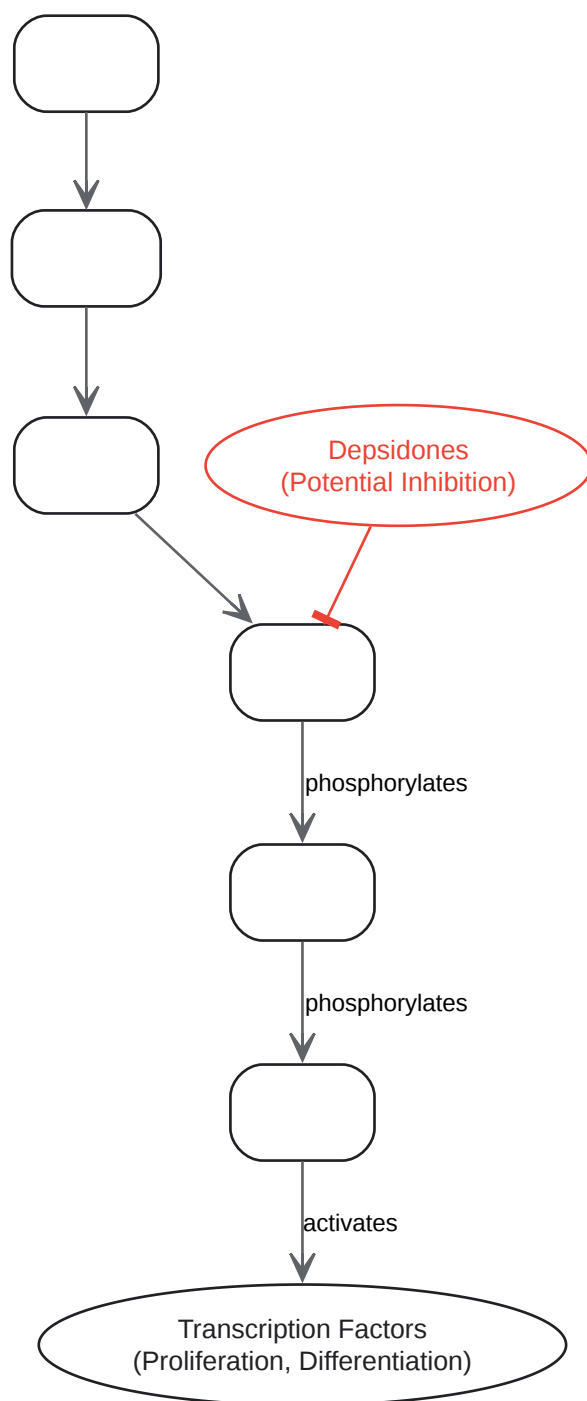 Depsidones
(Potential Inhibition)
phosphorylates
phosphorylates
activates
Transcription Factors
(Proliferation, Differentiation)